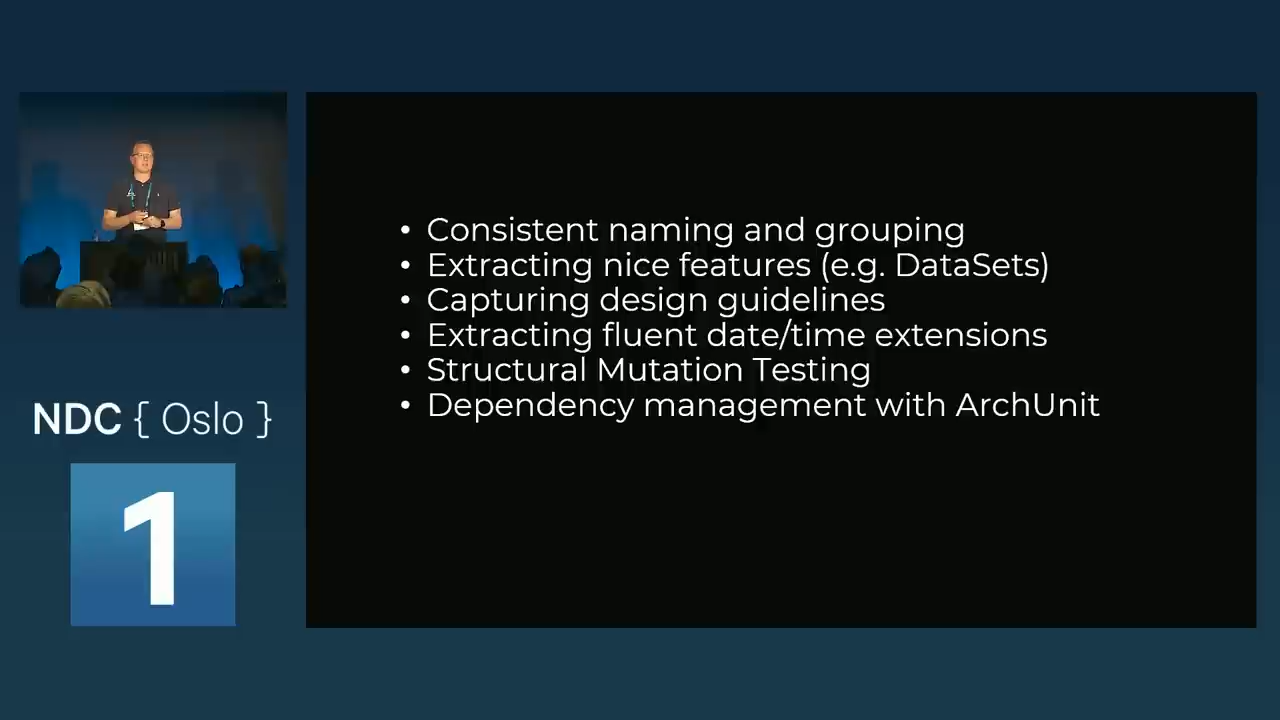 NDC { Oslo }
1
• Consistent naming and grouping
• Extracting nice features (e.g. DataSets)
• Capturing design guidelines
• Extracting fluent date/time extensions
• Structural Mutation Testing
• Dependency management with ArchUnit